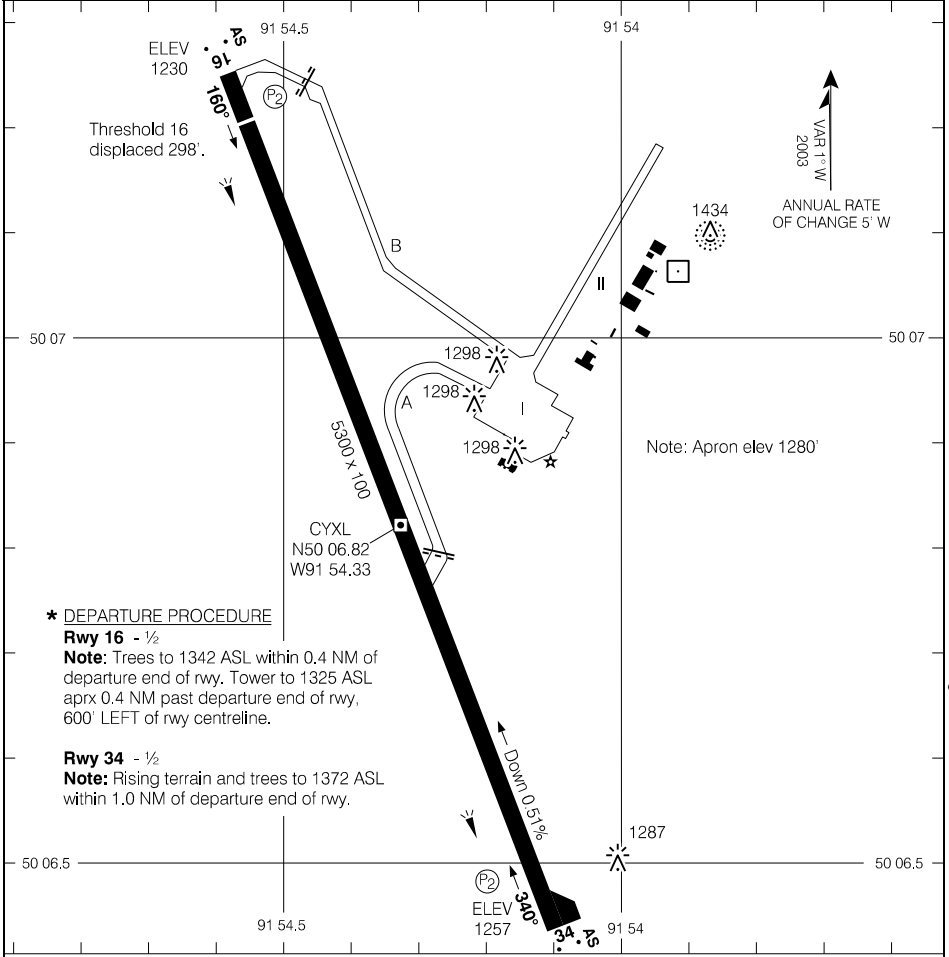 91 54.5
91 54
ELEV
1230
AS
16
160°
P2
Threshold 16
displaced 298'.
VAR 1° W
2003
ANNUAL RATE
OF CHANGE 5' W
1434
B
II
50 07
50 07
1298
1298
A
I
1298
Note: Apron elev 1280'
5300 x 100
CYXL
N50 06.82
W91 54.33
* DEPARTURE PROCEDURE
Rwy 16 - ½
Note: Trees to 1342 ASL within 0.4 NM of
departure end of rwy. Tower to 1325 ASL
aprx 0.4 NM past departure end of rwy,
600' LEFT of rwy centreline.
Rwy 34 - ½
Note: Rising terrain and trees to 1372 ASL
within 1.0 NM of departure end of rwy.
Down 0.51%
1287
50 06.5
50 06.5
P2
340°
ELEV
1257
34
AS
91 54.5
91 54